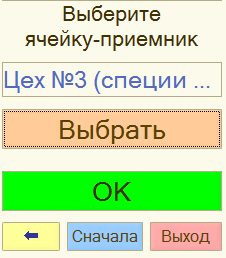 Выберите
ячейку-приемник
Цех №3 (специи ...
Выбрать
OK
Сначала
Выход